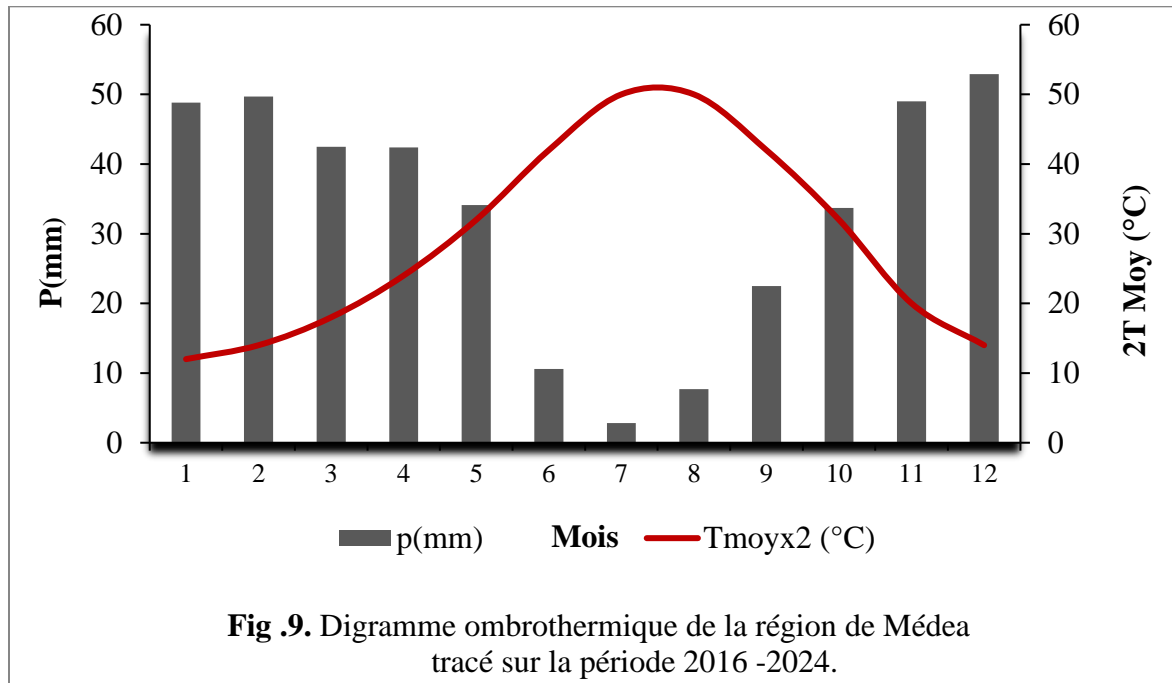 60
50
40
30
20
10
0
P(mm)
60
50
40
30
20
10
0
2T Moy (°C)
1 2 3 4 5 6 7 8 9 10 11 12
p(mm) Mois Tmoyx2 (°C)
Fig .9. Digramme ombrothermique de la région de Médea
tracé sur la période 2016 -2024.